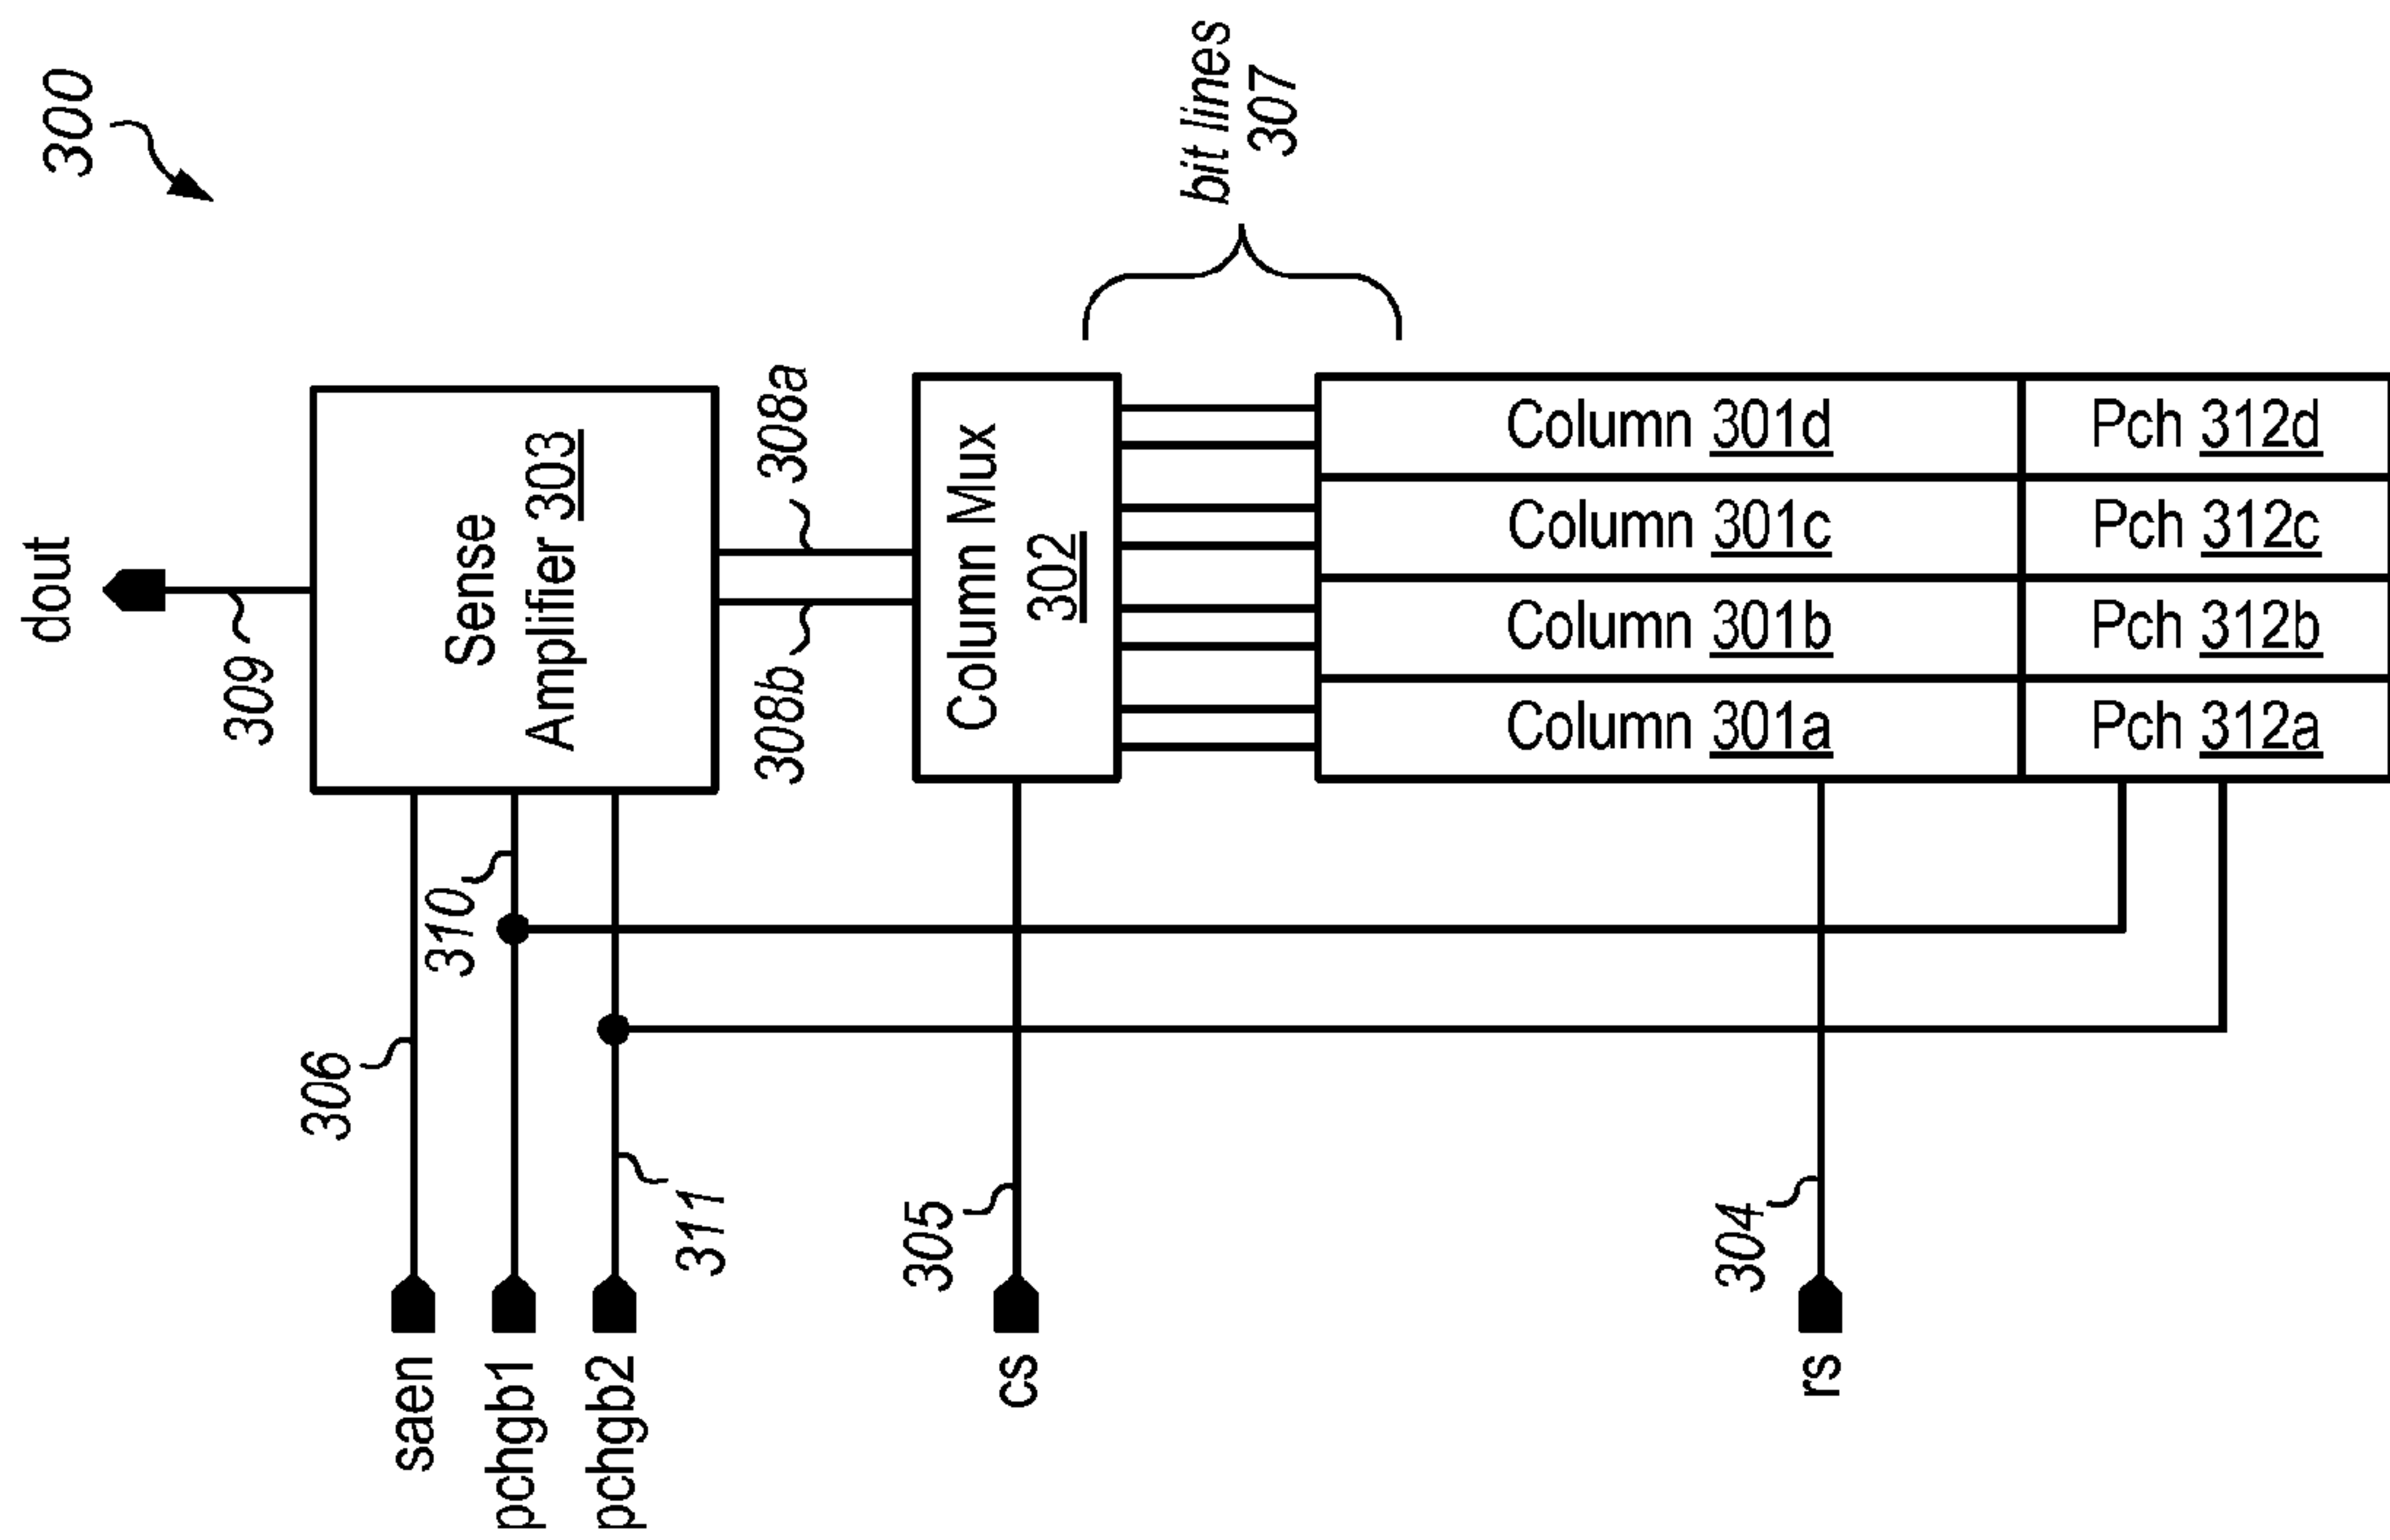 300
dout
309
Sense
Amplifier 303
saen
306
pchgb1
310
pchgb2
311
308a
308b
Column Mux
302
cs
305
bit lines
307
Column 301d
Column 301c
Column 301b
Column 301a
Pch 312d
Pch 312c
Pch 312b
Pch 312a
rs
304